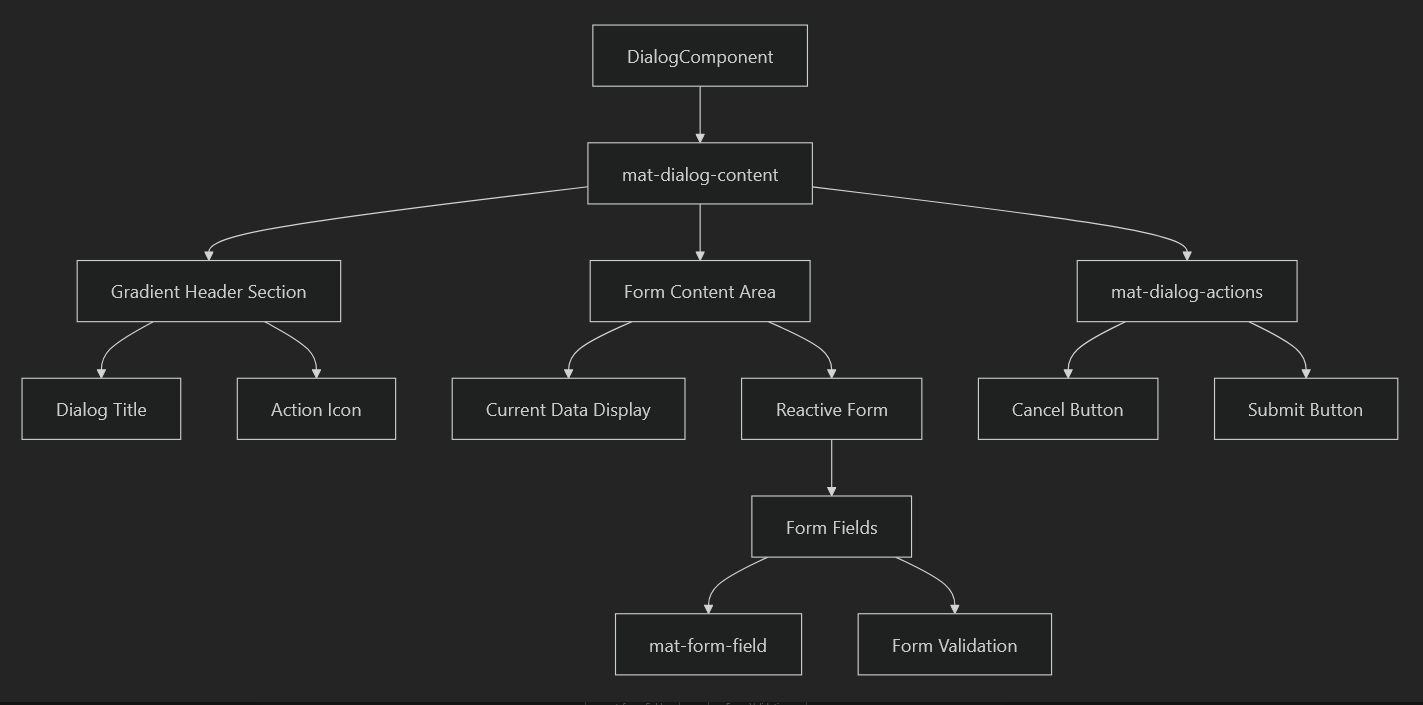 DialogComponent
mat-dialog-content
Gradient Header Section
Form Content Area
mat-dialog-actions
Dialog Title
Action Icon
Current Data Display
Reactive Form
Cancel Button
Submit Button
Form Fields
mat-form-field
Form Validation